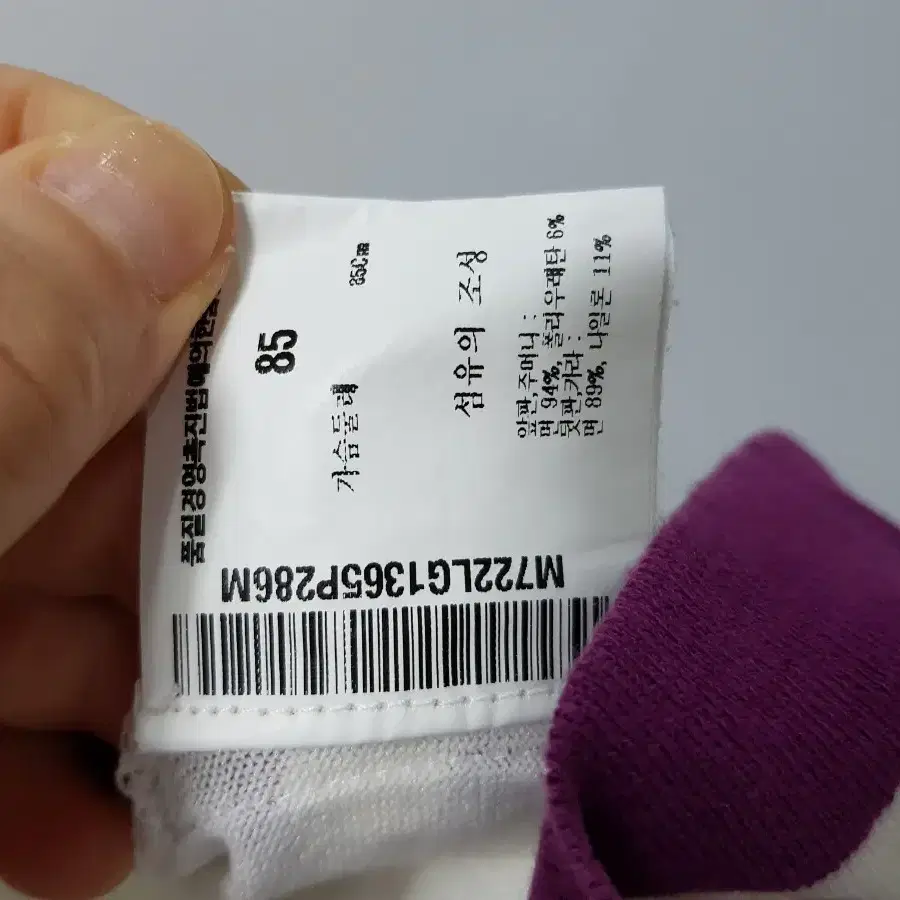 품질경영촉진법에의한
85
가슴둘레 85Cm
섬유의 조성
앞판,주머니 :
면 94%, 폴리우레탄 6%
뒷판,카라 :
면 89%, 나일론 11%
M722LG1365P286M